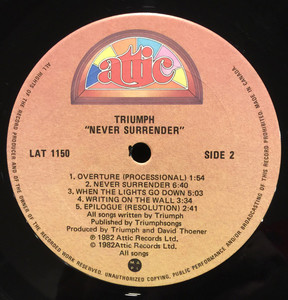 attic
TRIUMPH
"NEVER SURRENDER"
LAT 1150
SIDE 2
1. OVERTURE (PROCESSIONAL) 1:54
2. NEVER SURRENDER 6:40
3. WHEN THE LIGHTS GO DOWN 5:03
4. WRITING ON THE WALL 3:34
5. EPILOGUE (RESOLUTION) 2:41
All songs written by Triumph
Published by Triumphsongs
Produced by Triumph and David Thoener
℗ 1982 Attic Records Ltd.
© 1982 Attic Records Ltd.
All songs
ALL RIGHTS OF THE RECORD PRODUCER AND OF THE OWNER OF THE RECORDED WORK RESERVED. UNAUTHORIZED COPYING, PUBLIC PERFORMANCE AND/OR BROADCASTING OF THIS RECORD PROHIBITED. MADE IN CANADA.